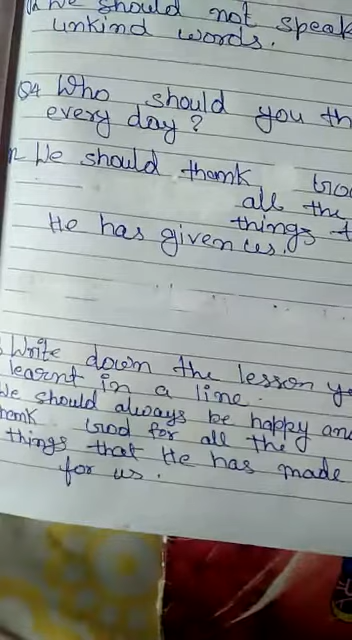 We should not speak
unkind words.
Q4 Who should you th
every day?
We should thank God
all the
things t
He has given us.
Write down the lesson ye
learnt in a line.
We should always be happy and
thank God for all the
things that He has made
for us.